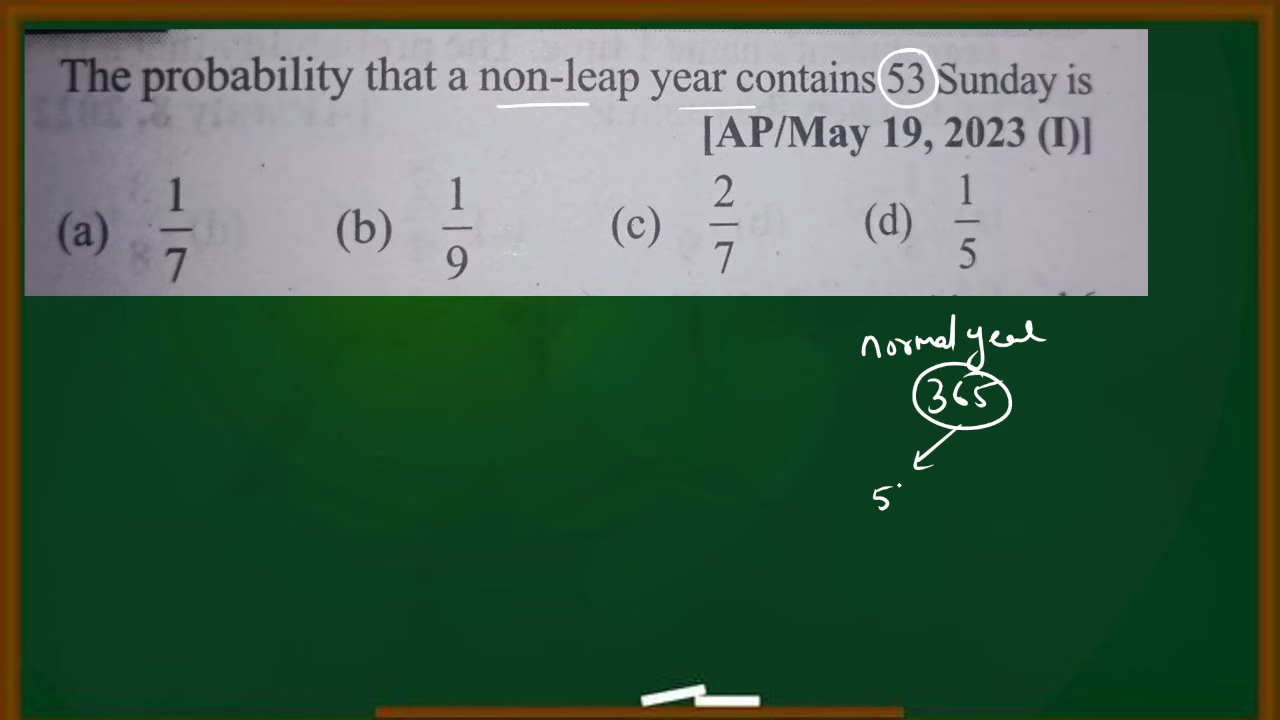 The probability that a non-leap year contains 53 Sunday is
[AP/May 19, 2023 (I)]
(a) 1/7 (b) 1/9 (c) 2/7 (d) 1/5
normal year
365
5